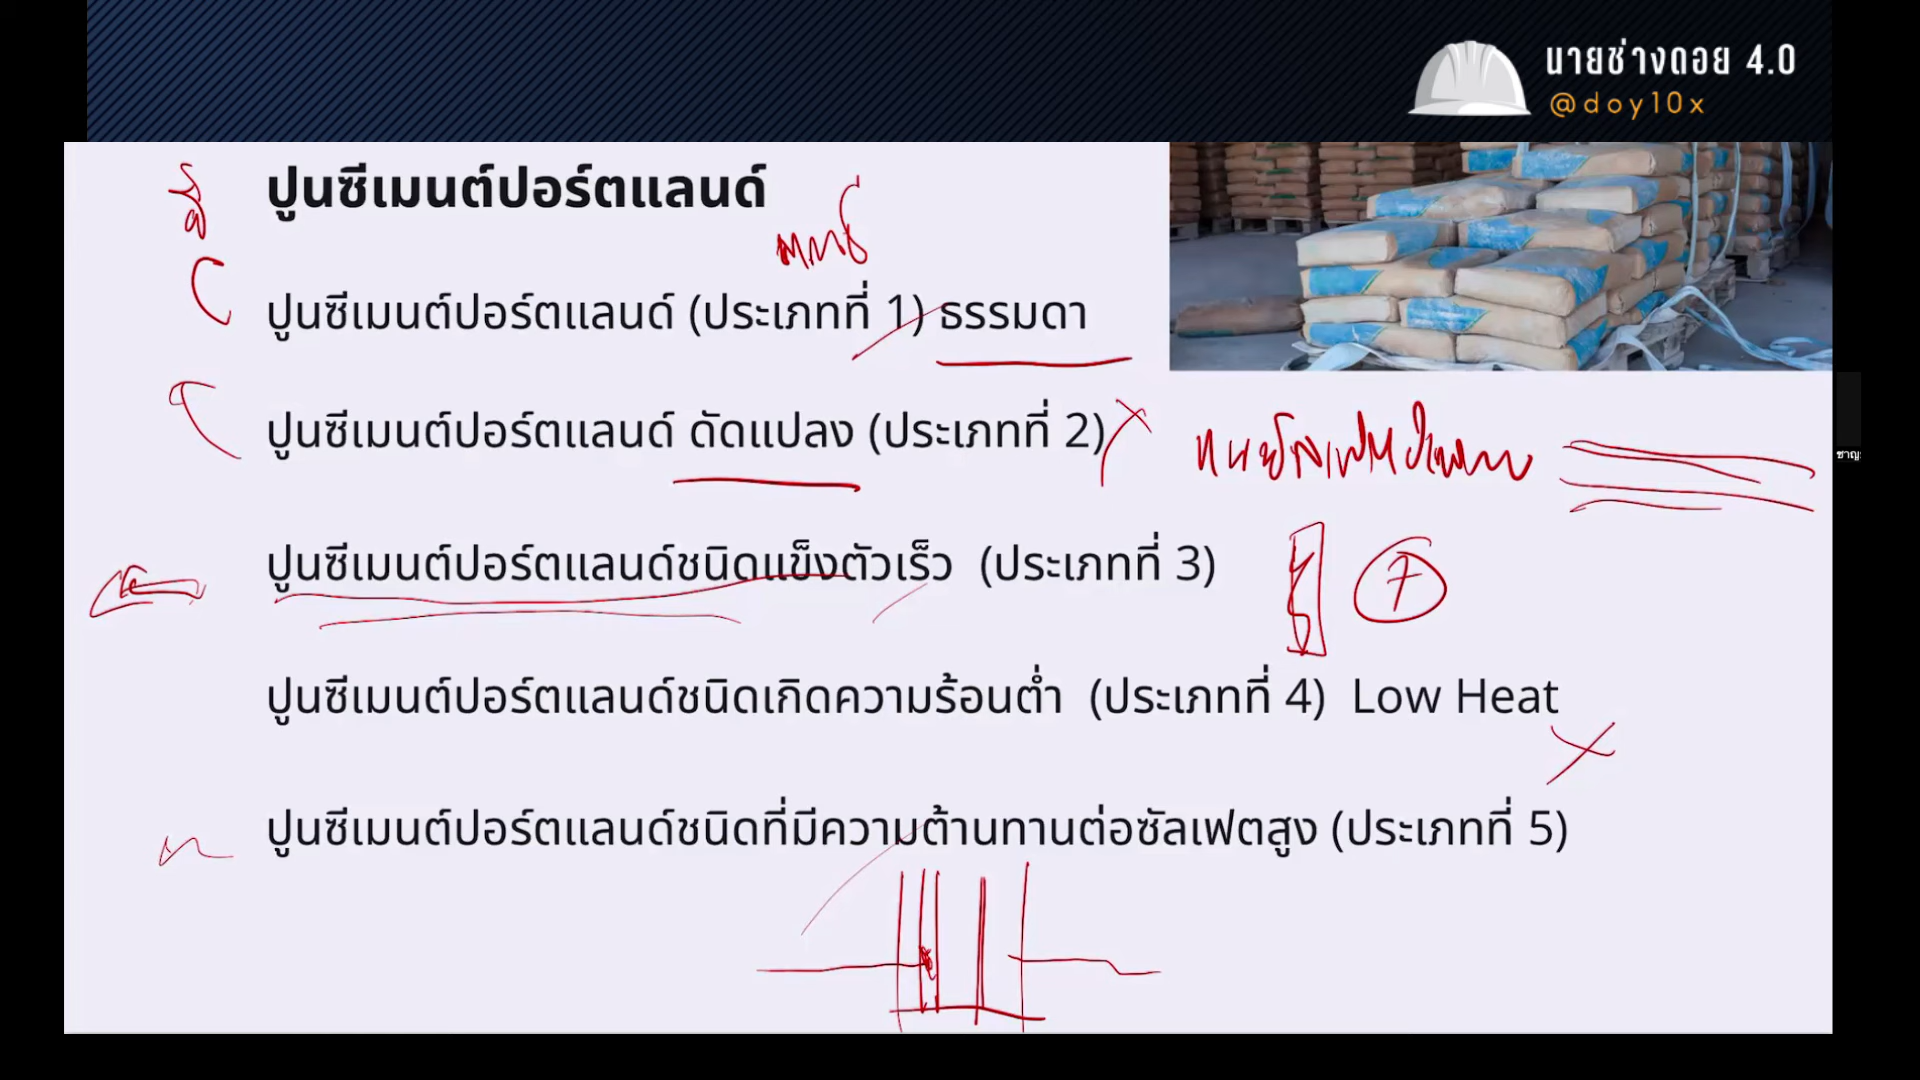 นายช่างดอย 4.0
@doy10x
ปูนซีเมนต์ปอร์ตแลนด์
ปูนซีเมนต์ปอร์ตแลนด์ (ประเภทที่ 1) ธรรมดา
ปูนซีเมนต์ปอร์ตแลนด์ ดัดแปลง (ประเภทที่ 2)
ปูนซีเมนต์ปอร์ตแลนด์ชนิดแข็งตัวเร็ว (ประเภทที่ 3)
7
ปูนซีเมนต์ปอร์ตแลนด์ชนิดเกิดความร้อนต่ำ (ประเภทที่ 4) Low Heat
ปูนซีเมนต์ปอร์ตแลนด์ชนิดที่มีความต้านทานต่อซัลเฟตสูง (ประเภทที่ 5)